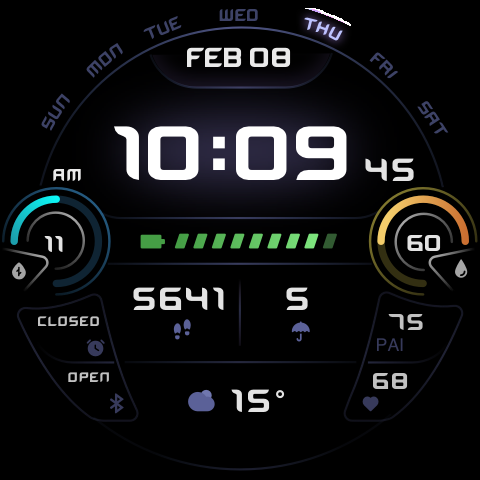 SUN MON TUE WED THU FRI SAT
FEB 08
10:09 45
AM
11
60
5641 5
CLOSED
75
PAI
OPEN
68
15°